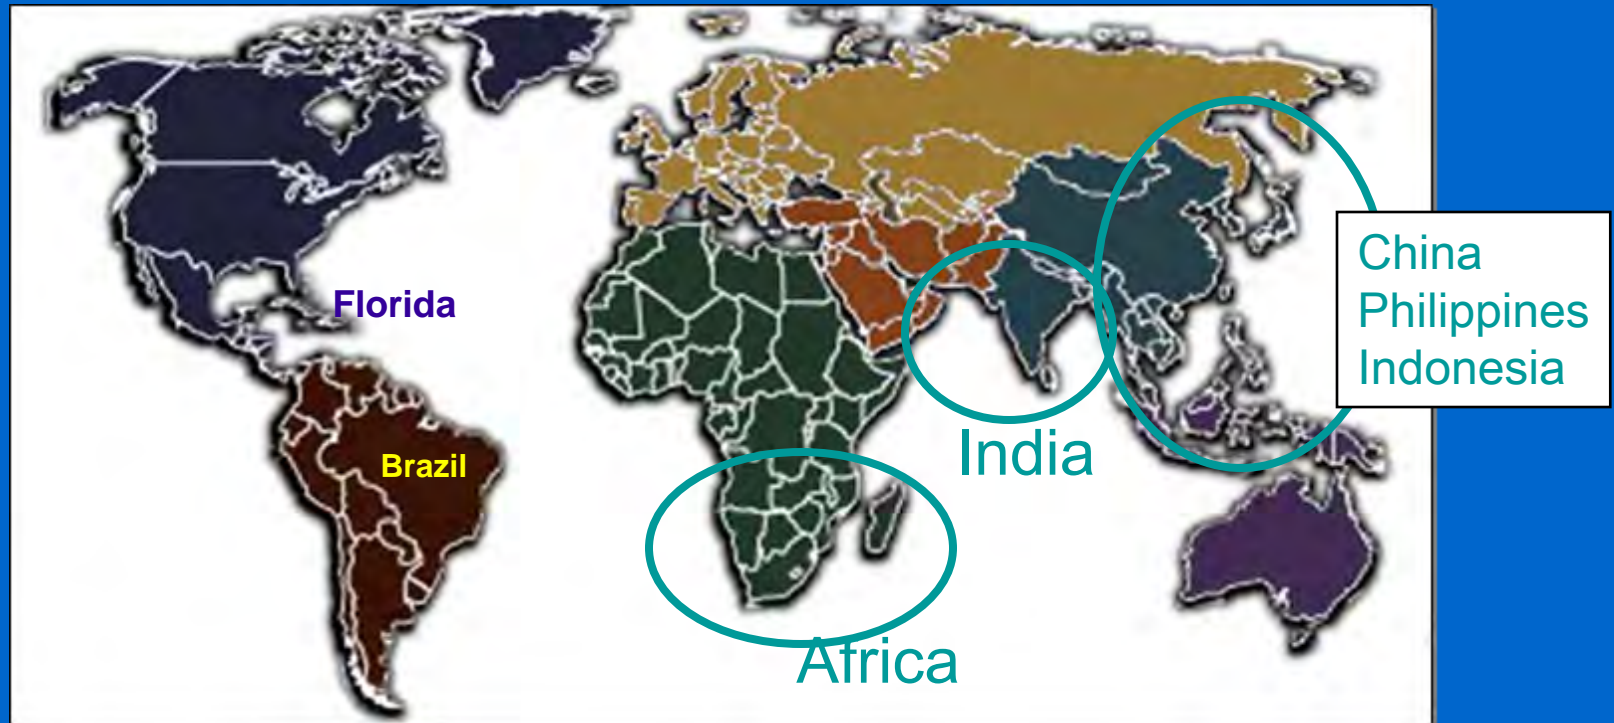 Florida
Brazil
India
Africa
China
Philippines
Indonesia